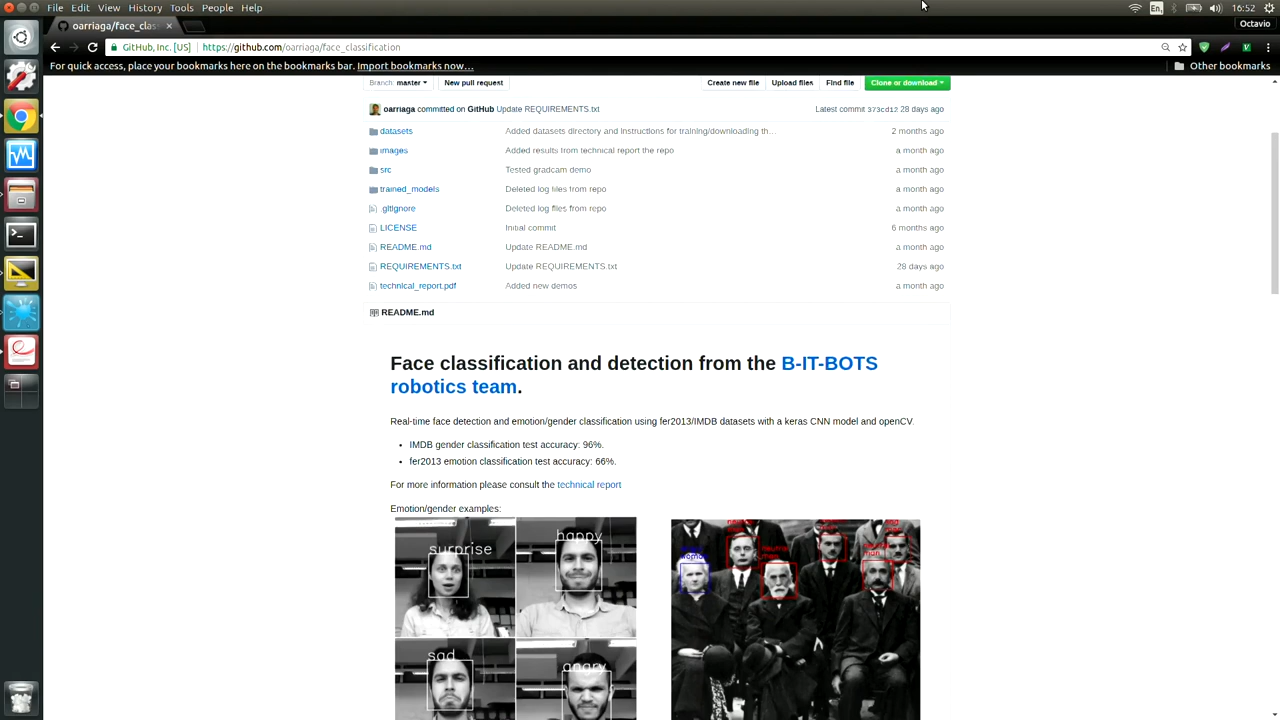 File Edit View History Tools People Help
En
16:52
oarriaga/face_clas
Octavio
GitHub, Inc. [US] https://github.com/oarriaga/face_classification
For quick access, place your bookmarks here on the bookmarks bar. Import bookmarks now...
Other bookmarks
Branch: master
New pull request
Create new file
Upload files
Find file
Clone or download
oarriaga committed on GitHub Update REQUIREMENTS.txt
Latest commit 373cd12 28 days ago
datasets Added datasets directory and instructions for training/downloading th… 2 months ago
images Added results from technical report the repo a month ago
src Tested gradcam demo a month ago
trained_models Deleted log files from repo a month ago
.gitignore Deleted log files from repo a month ago
LICENSE Initial commit 6 months ago
README.md Update README.md a month ago
REQUIREMENTS.txt Update REQUIREMENTS.txt 28 days ago
technical_report.pdf Added new demos a month ago
README.md
Face classification and detection from the B-IT-BOTS
robotics team.
Real-time face detection and emotion/gender classification using fer2013/IMDB datasets with a keras CNN model and openCV.
• IMDB gender classification test accuracy: 96%.
• fer2013 emotion classification test accuracy: 66%.
For more information please consult the technical report
Emotion/gender examples:
surprise
happy
sad
angry
neutral
man
woman